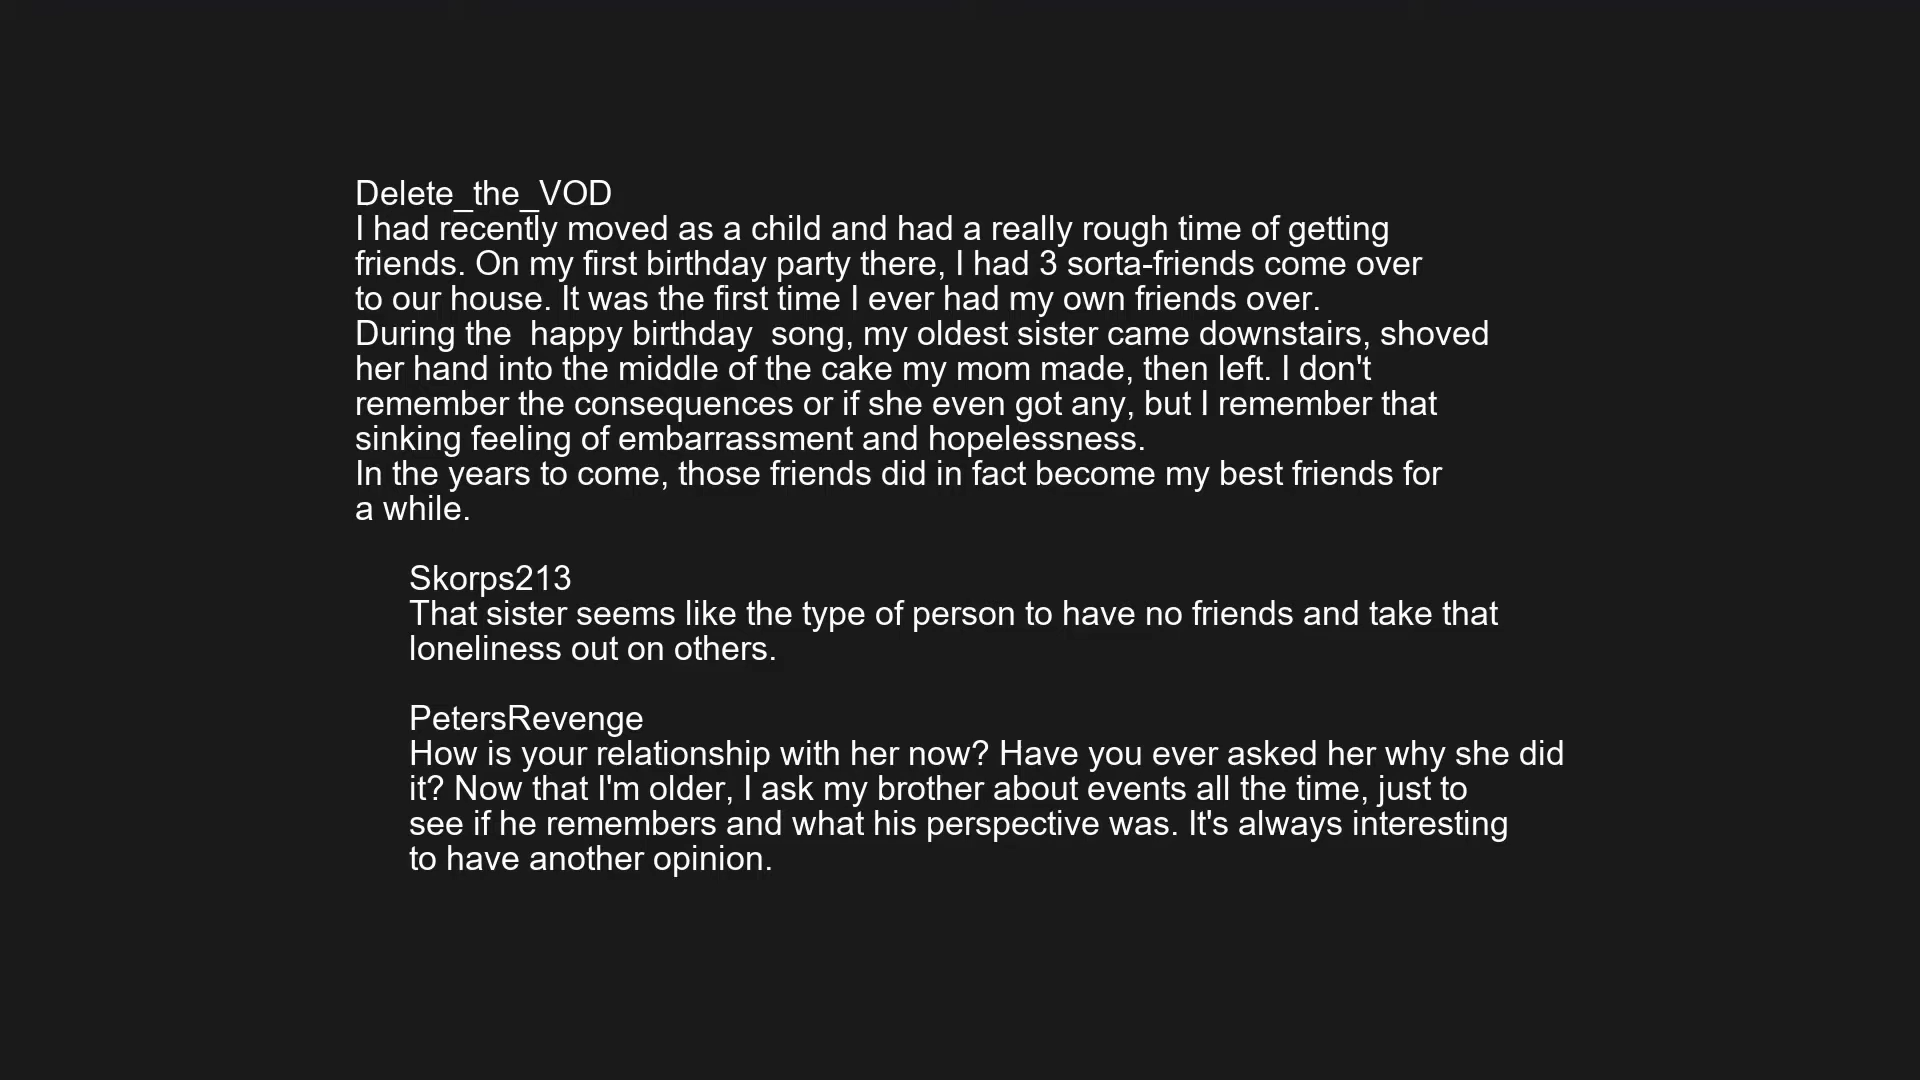 Delete_the_VOD
I had recently moved as a child and had a really rough time of getting
friends. On my first birthday party there, I had 3 sorta-friends come over
to our house. It was the first time I ever had my own friends over.
During the  happy birthday  song, my oldest sister came downstairs, shoved
her hand into the middle of the cake my mom made, then left. I don't
remember the consequences or if she even got any, but I remember that
sinking feeling of embarrassment and hopelessness.
In the years to come, those friends did in fact become my best friends for
a while.
Skorps213
That sister seems like the type of person to have no friends and take that
loneliness out on others.
PetersRevenge
How is your relationship with her now? Have you ever asked her why she did
it? Now that I'm older, I ask my brother about events all the time, just to
see if he remembers and what his perspective was. It's always interesting
to have another opinion.